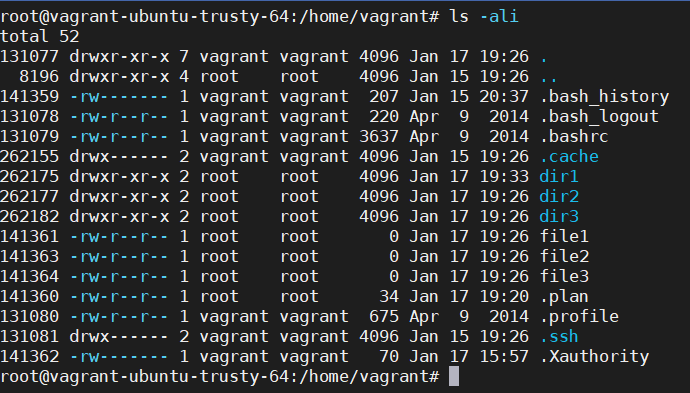 root@vagrant-ubuntu-trusty-64:/home/vagrant# ls -ali
total 52
131077 drwxr-xr-x 7 vagrant vagrant 4096 Jan 17 19:26 .
  8196 drwxr-xr-x 4 root    root    4096 Jan 15 19:26 ..
141359 -rw------- 1 vagrant vagrant  207 Jan 15 20:37 .bash_history
131078 -rw-r--r-- 1 vagrant vagrant  220 Apr  9  2014 .bash_logout
131079 -rw-r--r-- 1 vagrant vagrant 3637 Apr  9  2014 .bashrc
262155 drwx------ 2 vagrant vagrant 4096 Jan 15 19:26 .cache
262175 drwxr-xr-x 2 root    root    4096 Jan 17 19:33 dir1
262177 drwxr-xr-x 2 root    root    4096 Jan 17 19:26 dir2
262182 drwxr-xr-x 2 root    root    4096 Jan 17 19:26 dir3
141361 -rw-r--r-- 1 root    root       0 Jan 17 19:26 file1
141363 -rw-r--r-- 1 root    root       0 Jan 17 19:26 file2
141364 -rw-r--r-- 1 root    root       0 Jan 17 19:26 file3
141360 -rw-r--r-- 1 root    root      34 Jan 17 19:20 .plan
131080 -rw-r--r-- 1 vagrant vagrant  675 Apr  9  2014 .profile
131081 drwx------ 2 vagrant vagrant 4096 Jan 15 19:26 .ssh
141362 -rw------- 1 vagrant vagrant   70 Jan 17 15:57 .Xauthority
root@vagrant-ubuntu-trusty-64:/home/vagrant#